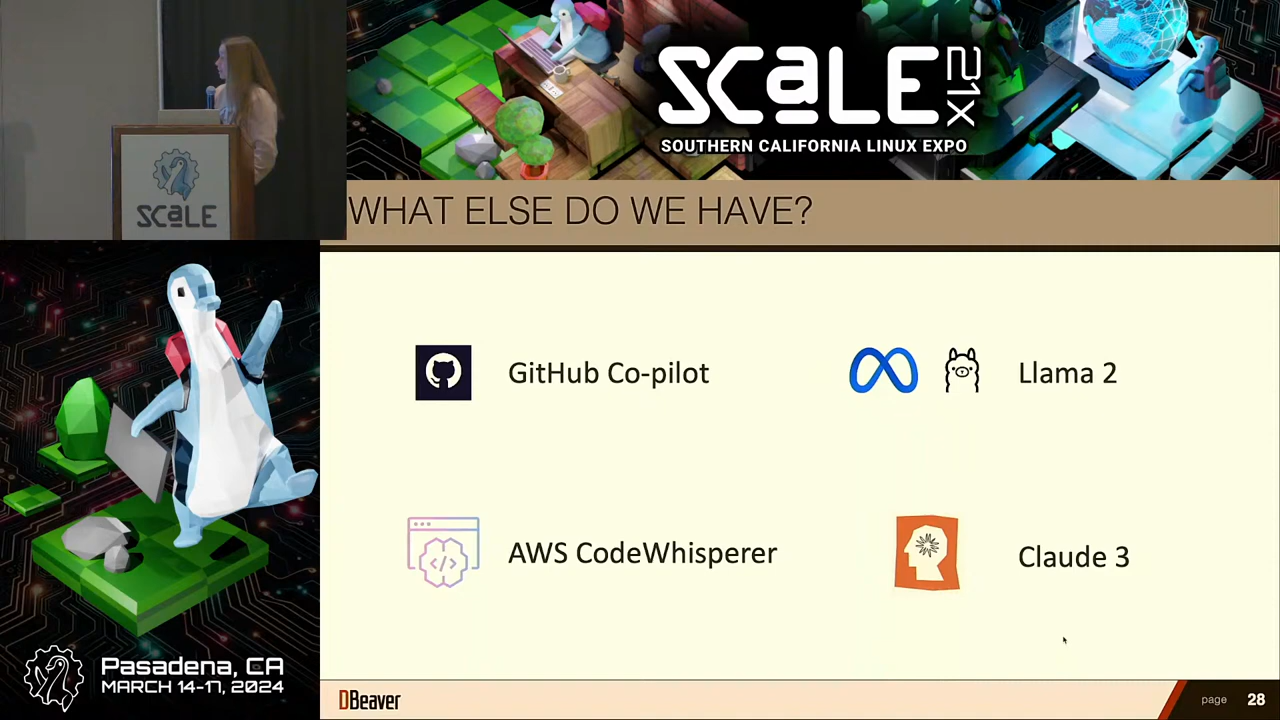 SCaLE
21X
SOUTHERN CALIFORNIA LINUX EXPO
SCaLE
WHAT ELSE DO WE HAVE?
GitHub Co-pilot
Llama 2
AWS CodeWhisperer
</>
Claude 3
Pasadena, CA
MARCH 14-17, 2024
DBeaver
page 28